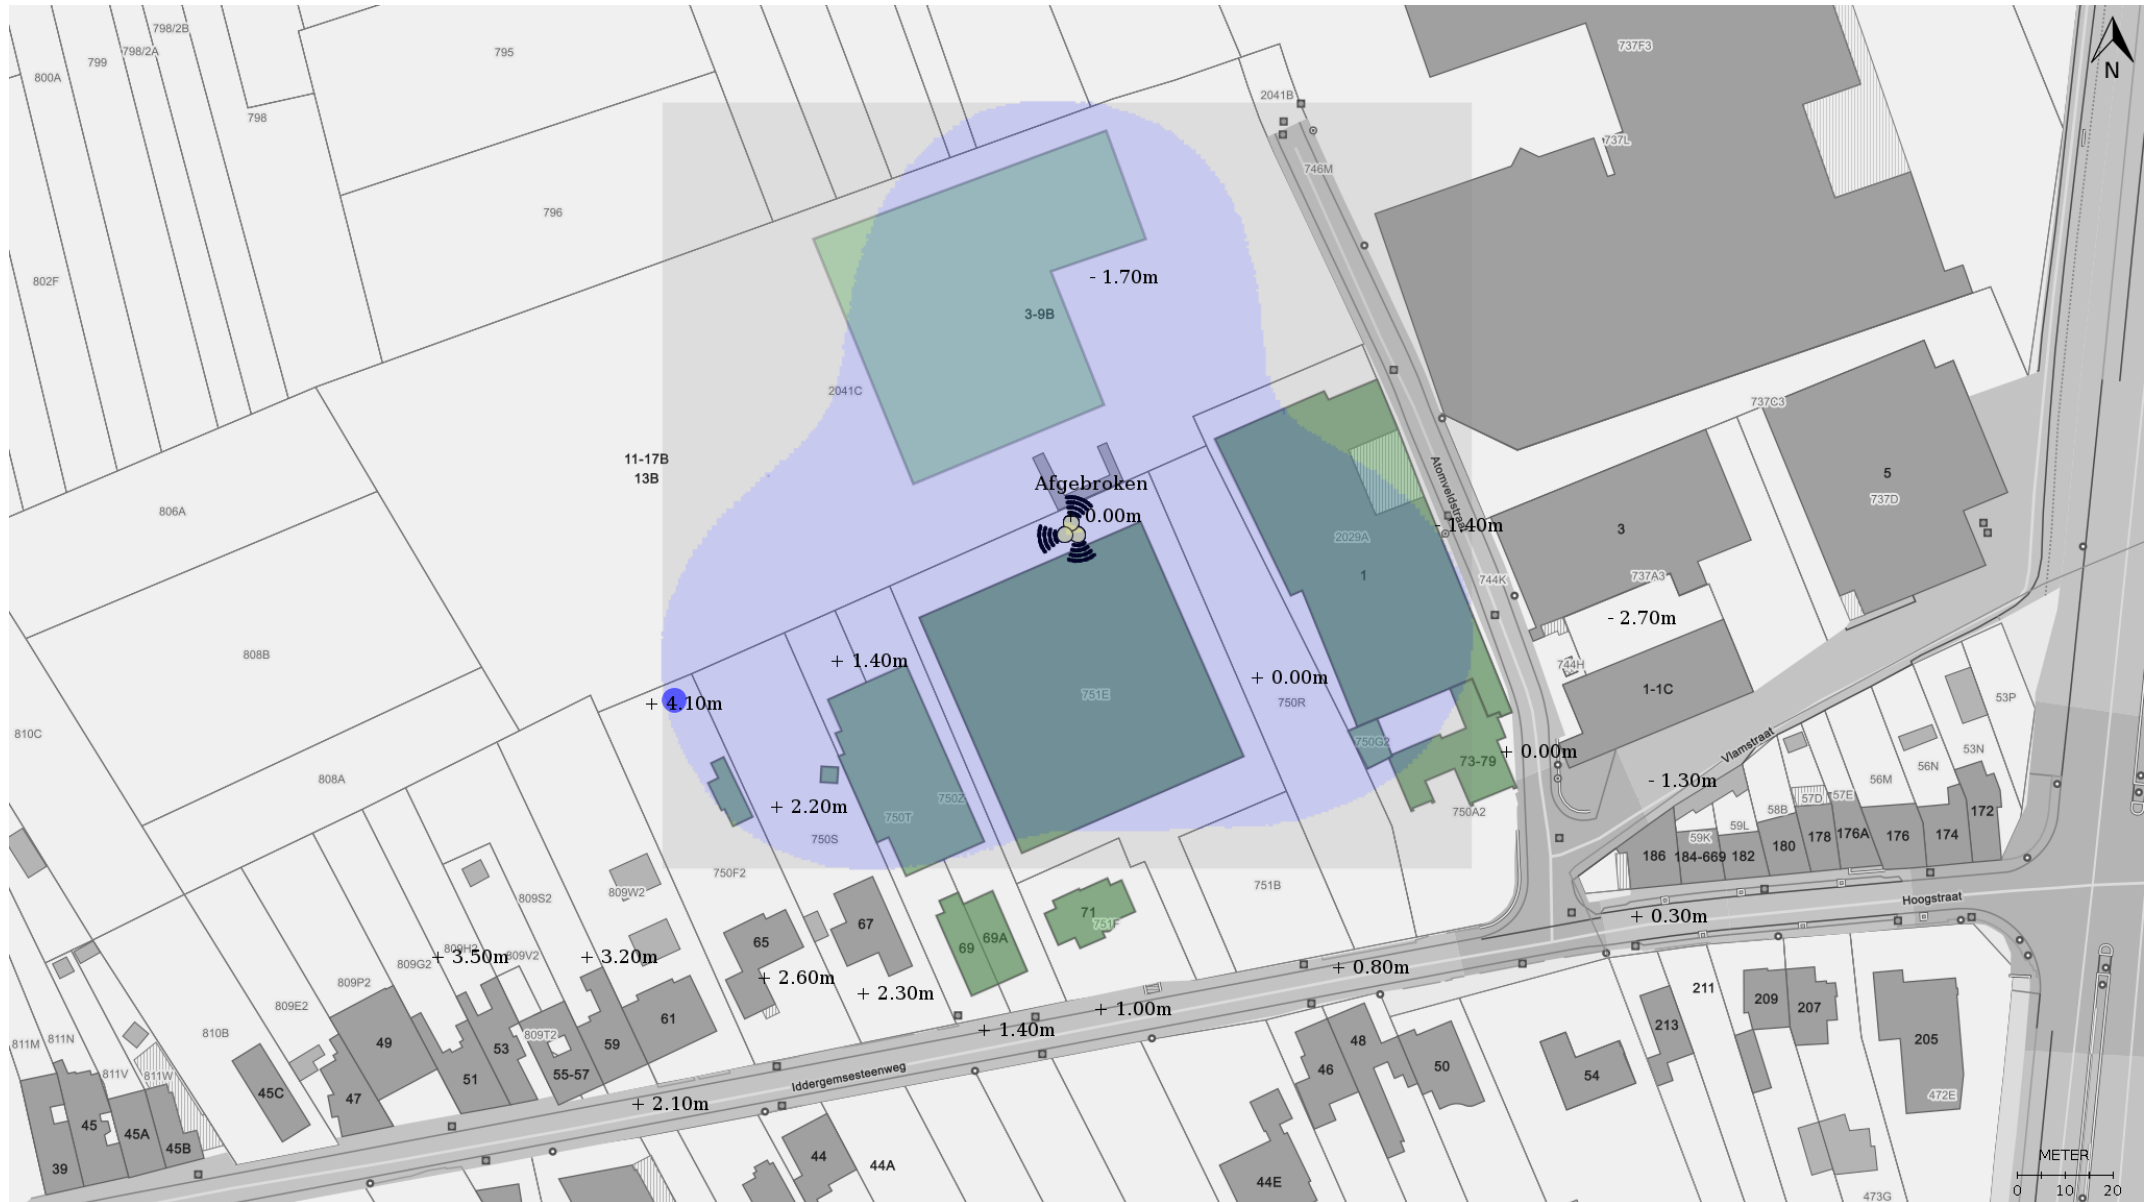 798/2B
798/2A
799
800A
798
795
796
802F
2041B
746M
737F3
737L
N
- 1.70m
3-9B
2041C
11-17B
13B
Afgebroken
0.00m
806A
808B
808A
810C
737C3
5
737D
3
737A3
Atomveldstraat
- 1.40m
2029A
1
744K
- 2.70m
744H
1-1C
+ 1.40m
+ 4.10m
751E
+ 0.00m
750R
750G2
+ 0.00m
73-79
750A2
Vlamstraat
- 1.30m
53P
53N
56N
56M
57E
57D
58B
59L
59K
172
174
176
176A
178
180
182
184-669
186
+ 2.20m
750Z
750T
750S
750F2
751B
809W2
809S2
809H2
+ 3.50m
809V2
+ 3.20m
809G2
809P2
809E2
810B
65
67
69
69A
71
751F
+ 2.60m
+ 2.30m
+ 0.80m
+ 0.30m
Hoogstraat
+ 1.00m
+ 1.40m
Iddergemsesteenweg
+ 2.10m
811M
811N
811V
811W
39
45
45A
45B
45C
47
49
51
53
809T2
55-57
59
61
44
44A
44E
46
48
50
54
213
211
209
207
205
472E
473G
METER
0 10 20